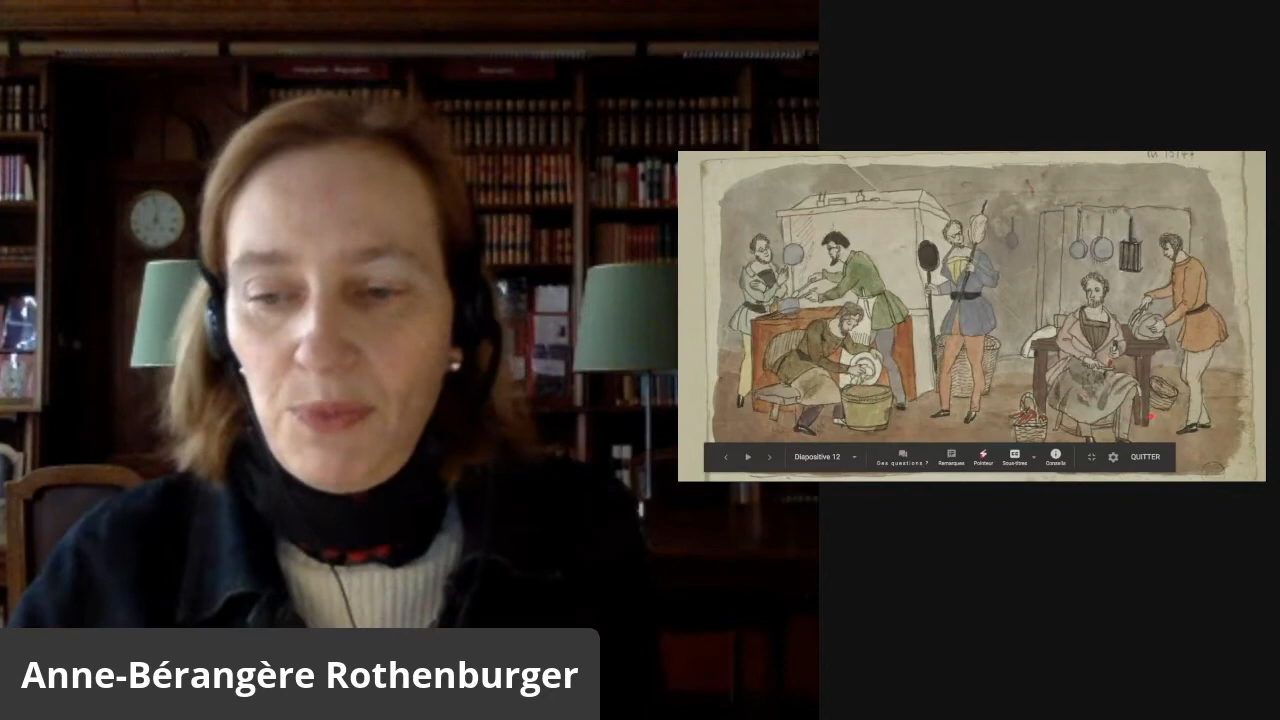 Diapositive 12
Des questions ?
Remarques
Pointeur
Sous-titres
Conseils
QUITTER
Anne-Bérangère Rothenburger